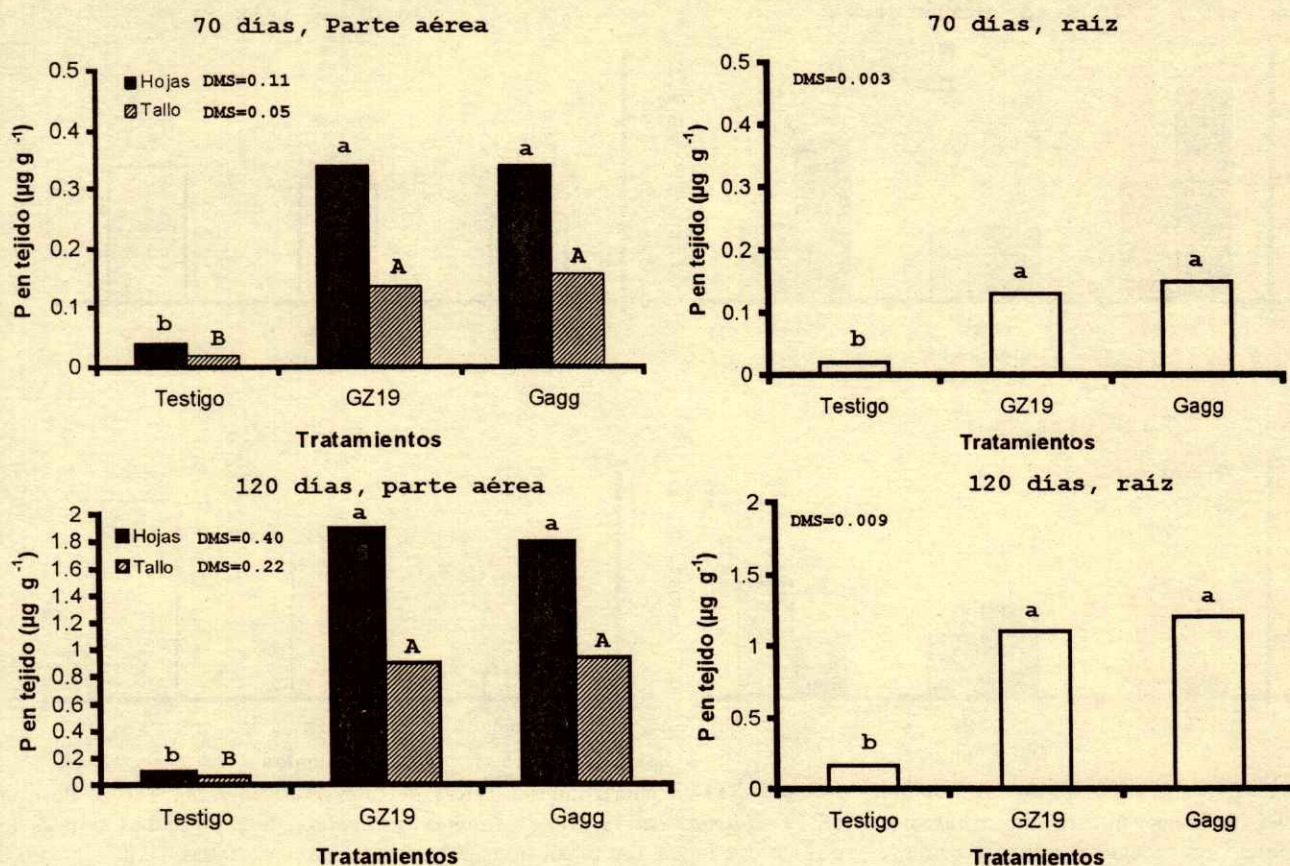 70 días, Parte aérea
P en tejido (µg g -1)
0.5
0.4
0.3
0.2
0.1
0
Hojas DMS=0.11
Tallo DMS=0.05
b
B
a
A
a
A
Testigo GZ19 Gagg
Tratamientos
70 días, raíz
P en tejido (µg g -1)
0.5
0.4
0.3
0.2
0.1
0
DMS=0.003
b
a
a
Testigo GZ19 Gagg
Tratamientos
120 días, parte aérea
P en tejido (µg g -1)
2
1.8
1.6
1.4
1.2
1
0.8
0.6
0.4
0.2
0
Hojas DMS=0.40
Tallo DMS=0.22
b
B
a
A
a
A
Testigo GZ19 Gagg
Tratamientos
120 días, raíz
P en tejido (µg g -1)
2
1.5
1
0.5
0
DMS=0.009
b
a
a
Testigo GZ19 Gagg
Tratamientos